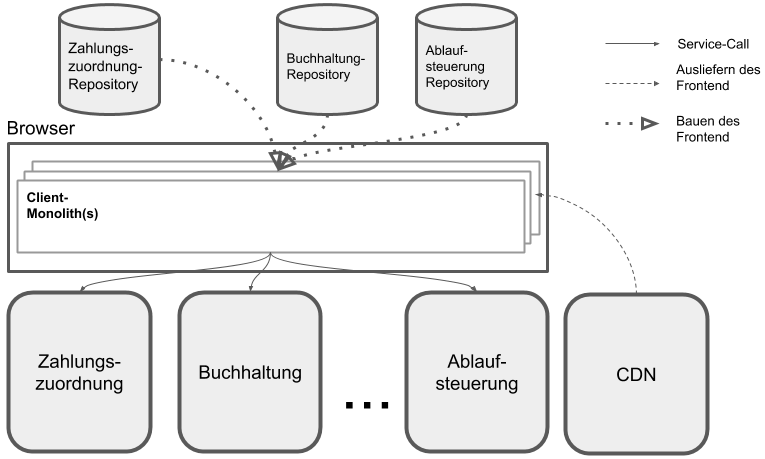 Zahlungs-
zuordnung-
Repository
Buchhaltung-
Repository
Ablauf-
steuerung
Repository
Service-Call
Ausliefern des
Frontend
Bauen des
Frontend
Browser
Client-
Monolith(s)
Zahlungs-
zuordnung
Buchhaltung
...
Ablauf-
steuerung
CDN